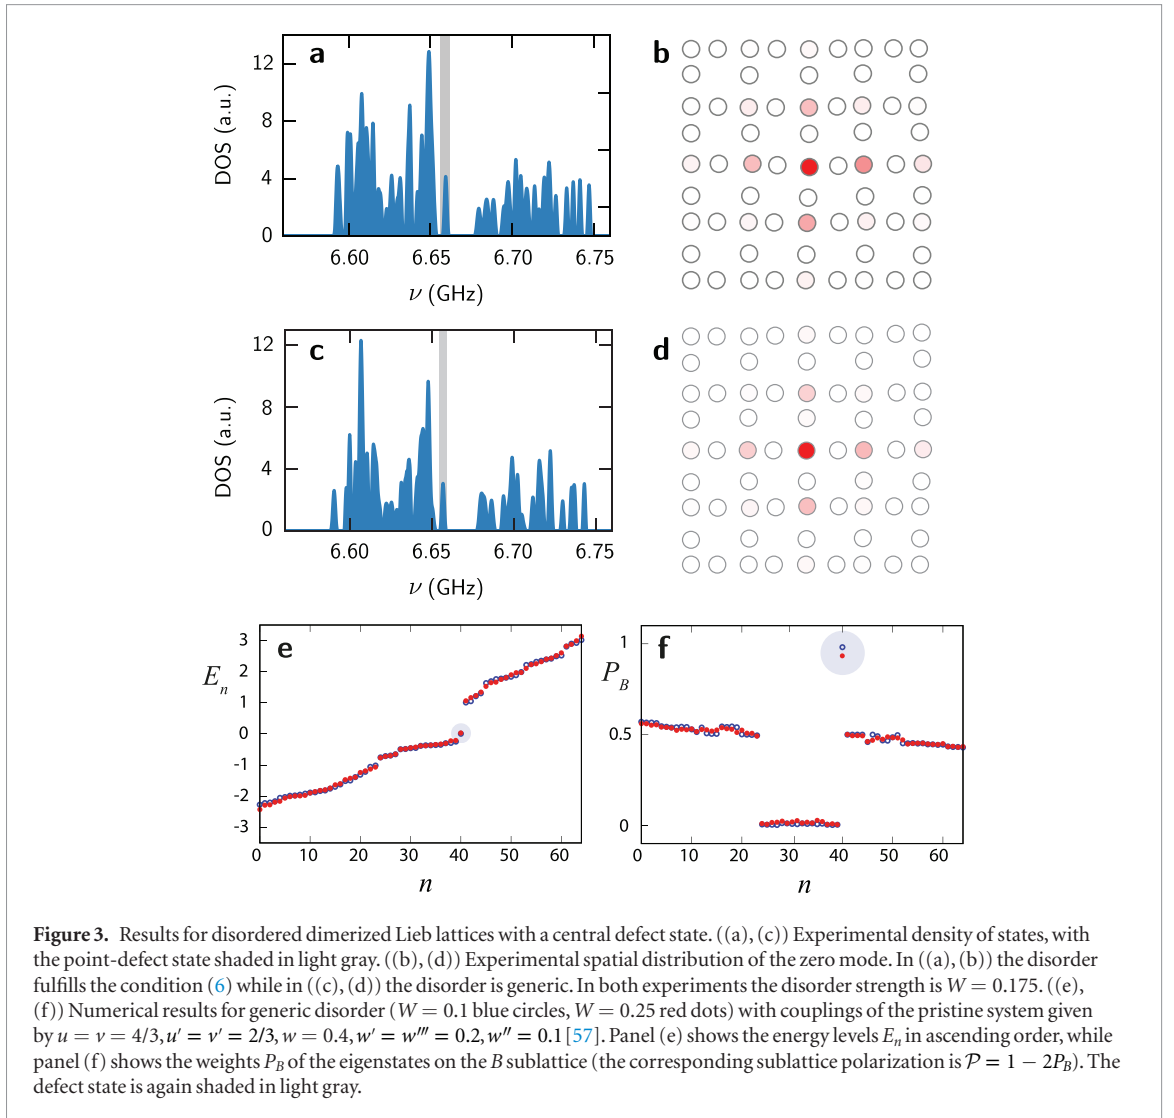 a
12
8
4
0
DOS (a.u.)
6.60 6.65 6.70 6.75
ν (GHz)
b
c
12
8
4
0
DOS (a.u.)
6.60 6.65 6.70 6.75
ν (GHz)
d
e
3
2
1
0
-1
-2
-3
E_n
0 10 20 30 40 50 60
n
f
1
0.5
0
P_B
0 10 20 30 40 50 60
n
Figure 3. Results for disordered dimerized Lieb lattices with a central defect state. ((a), (c)) Experimental density of states, with
the point-defect state shaded in light gray. ((b), (d)) Experimental spatial distribution of the zero mode. In ((a), (b)) the disorder
fulfills the condition (6) while in ((c), (d)) the disorder is generic. In both experiments the disorder strength is W = 0.175. ((e),
(f)) Numerical results for generic disorder (W = 0.1 blue circles, W = 0.25 red dots) with couplings of the pristine system given
by u = v = 4/3, u′ = v′ = 2/3, w = 0.4, w′ = w‴ = 0.2, w″ = 0.1 [57]. Panel (e) shows the energy levels E_n in ascending order, while
panel (f) shows the weights P_B of the eigenstates on the B sublattice (the corresponding sublattice polarization is 𝒫 = 1 − 2P_B). The
defect state is again shaded in light gray.